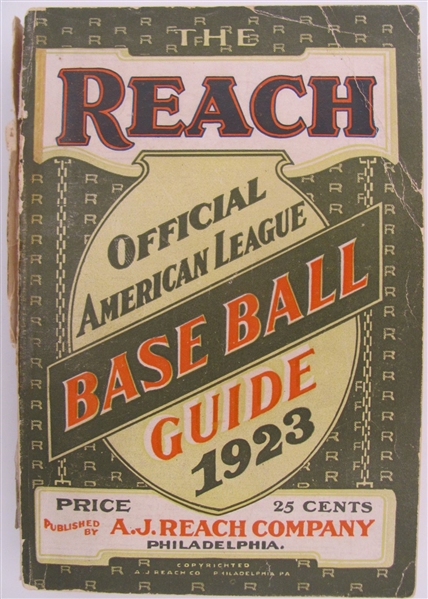 THE
REACH
OFFICIAL
AMERICAN LEAGUE
BASE BALL
GUIDE
1923
PRICE 25 CENTS
PUBLISHED BY A.J. REACH COMPANY
PHILADELPHIA.
COPYRIGHTED
A J REACH CO PHILADELPHIA PA